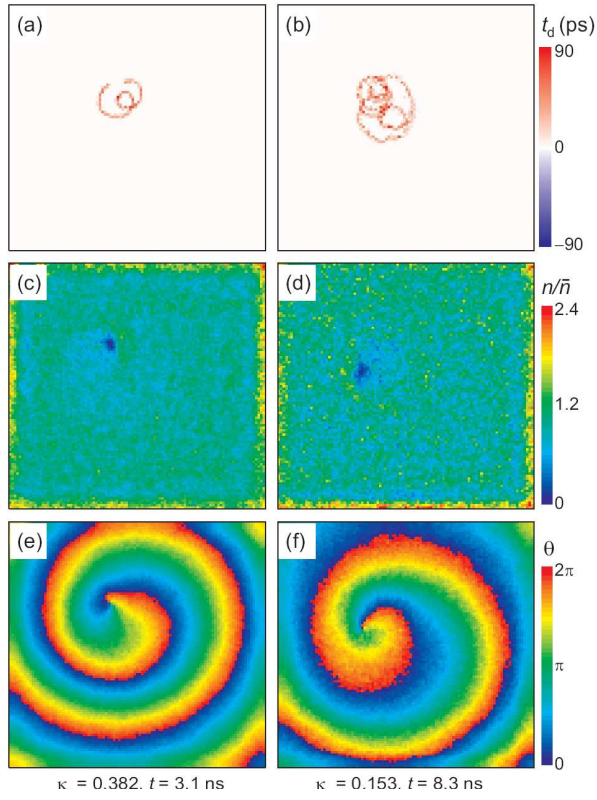 (a) (b) t_d (ps)
90
0
−90
(c) (d) n/n̄
2.4
1.2
0
(e) (f) θ
2π
π
0
κ = 0.382, t = 3.1 ns κ = 0.153, t = 8.3 ns